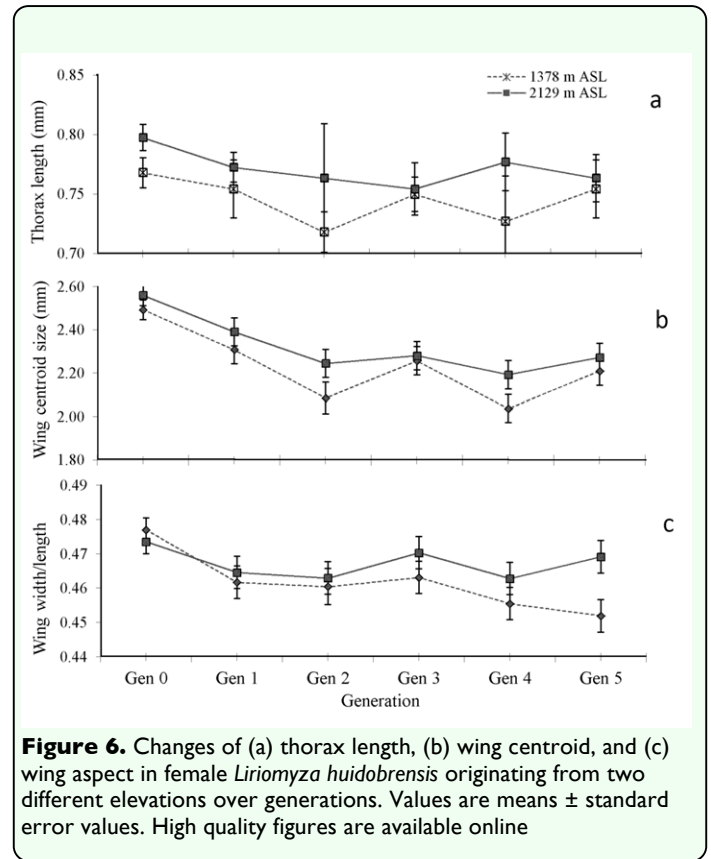 0.85
0.80
0.75
0.70
Thorax length (mm)
1378 m ASL
2129 m ASL
a
2.60
2.40
2.20
2.00
1.80
Wing centroid size (mm)
b
0.49
0.48
0.47
0.46
0.45
0.44
Wing width/length
c
Gen 0 Gen 1 Gen 2 Gen 3 Gen 4 Gen 5
Generation
Figure 6. Changes of (a) thorax length, (b) wing centroid, and (c)
wing aspect in female Liriomyza huidobrensis originating from two
different elevations over generations. Values are means ± standard
error values. High quality figures are available online